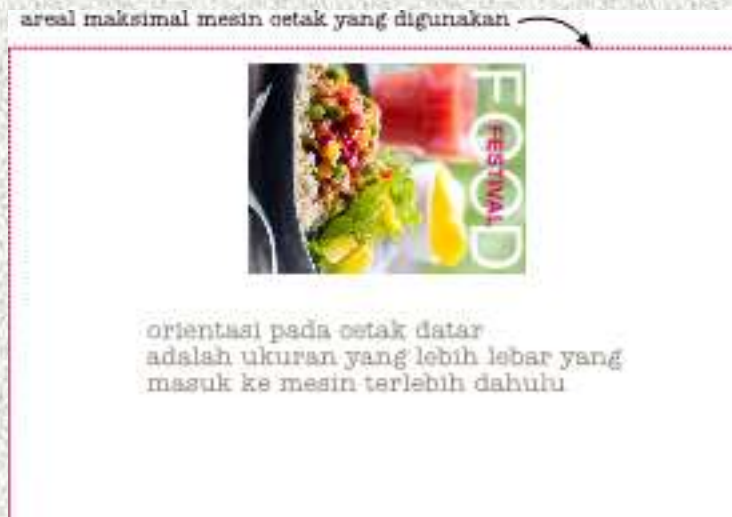 areal maksimal mesin cetak yang digunakan
FOOD
FESTIVAL
orientasi pada cetak datar
adalah ukuran yang lebih lebar yang
masuk ke mesin terlebih dahulu